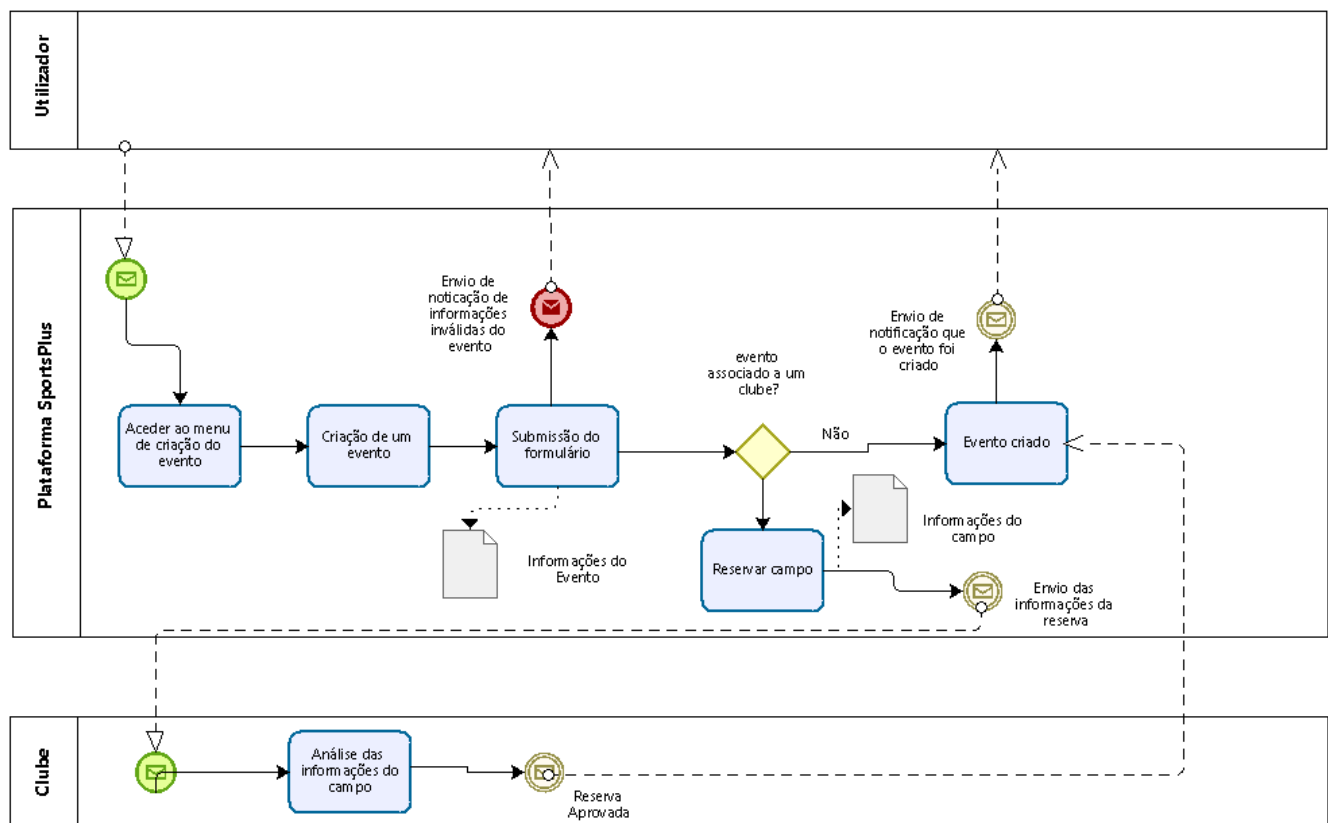 Utilizador
Plataforma SportsPlus
Envio de
noticação de
informações
inválidas do
evento
Envio de
notificação que
o evento foi
criado
evento
associado a um
clube?
Aceder ao menu
de criação do
evento
Criação de um
evento
Submissão do
formulário
Não
Evento criado
Informações do
Evento
Reservar campo
Informações do
campo
Envio das
informações da
reserva
Clube
Análise das
informações do
campo
Reserva
Aprovada